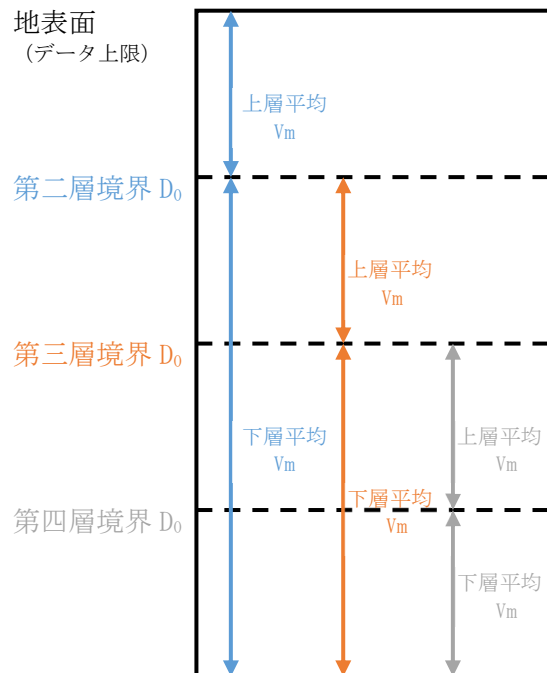 地表面
（データ上限）
上層平均
Vm
第二層境界 D₀
上層平均
Vm
第三層境界 D₀
下層平均
Vm
上層平均
Vm
下層平均
Vm
第四層境界 D₀
下層平均
Vm